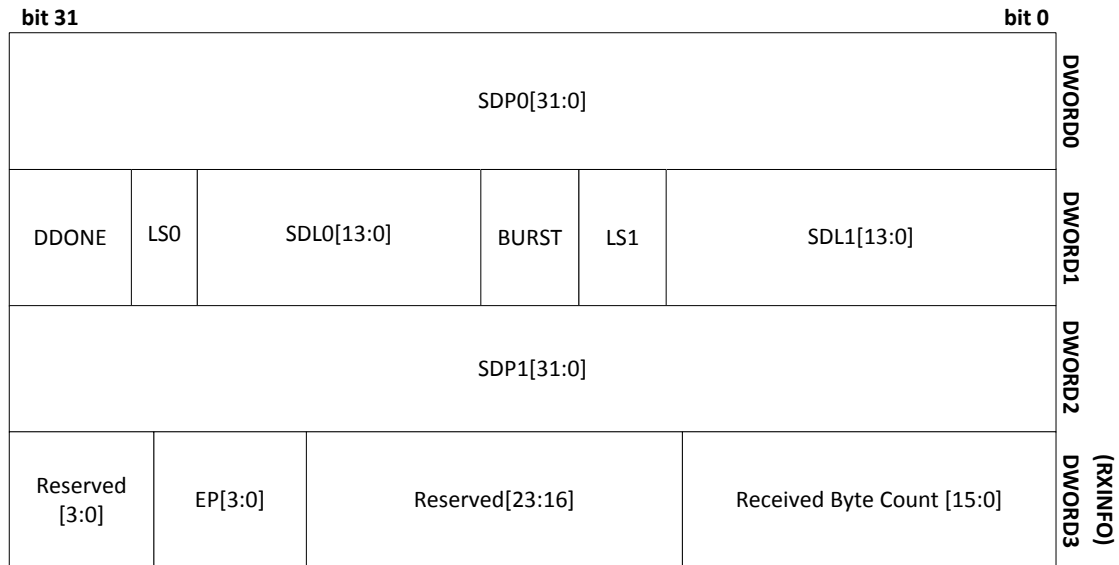 bit 31
bit 0
SDP0[31:0]
DWORD0
DDONE
LS0
SDL0[13:0]
BURST
LS1
SDL1[13:0]
DWORD1
SDP1[31:0]
DWORD2
Reserved
[3:0]
EP[3:0]
Reserved[23:16]
Received Byte Count [15:0]
(RXINFO)
DWORD3